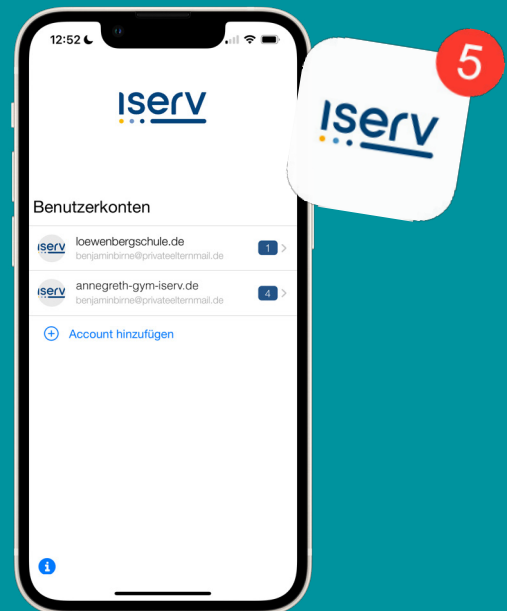 12:52
IServ
Benutzerkonten
IServ
loewenbergschule.de
benjaminbirne@privateelternmail.de
1
IServ
annegreth-gym-iserv.de
benjaminbirne@privateelternmail.de
4
Account hinzufügen
i
IServ
5